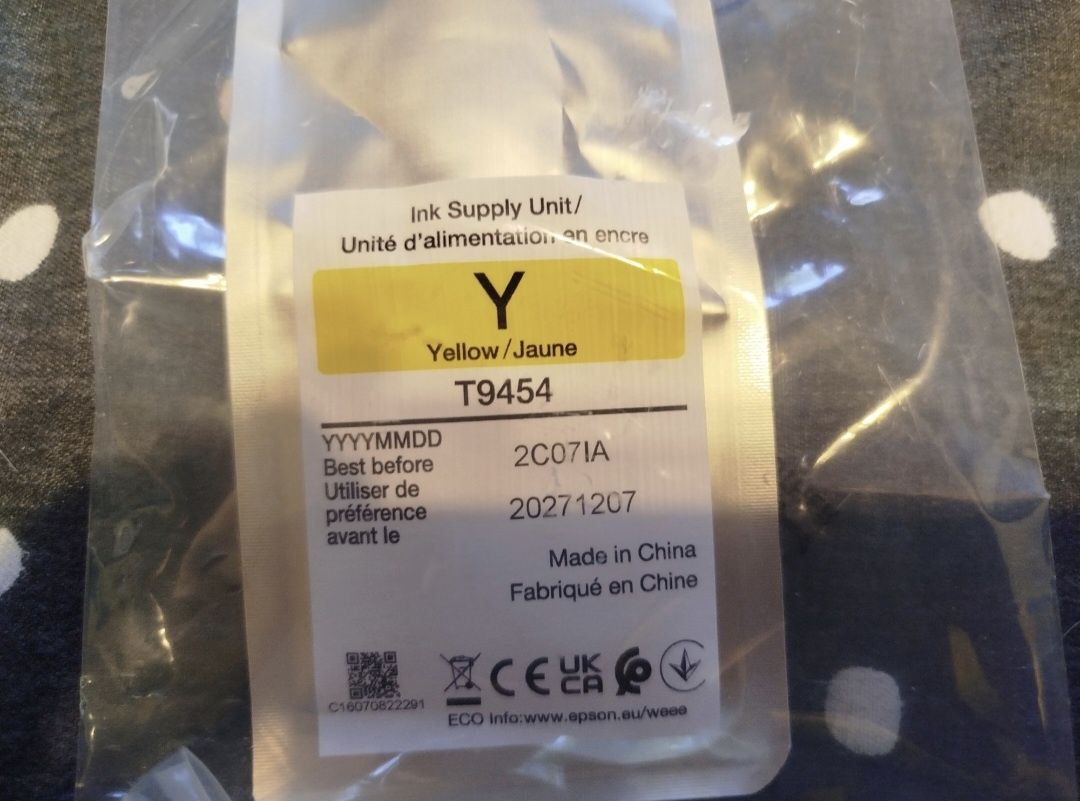 Ink Supply Unit/
Unité d'alimentation en encre
Y
Yellow/Jaune
T9454
YYYYMMDD
Best before
Utiliser de
préférence
avant le
2C07IA
20271207
Made in China
Fabriqué en Chine
C16070822291
CE UK CA
ECO Info:www.epson.eu/weee